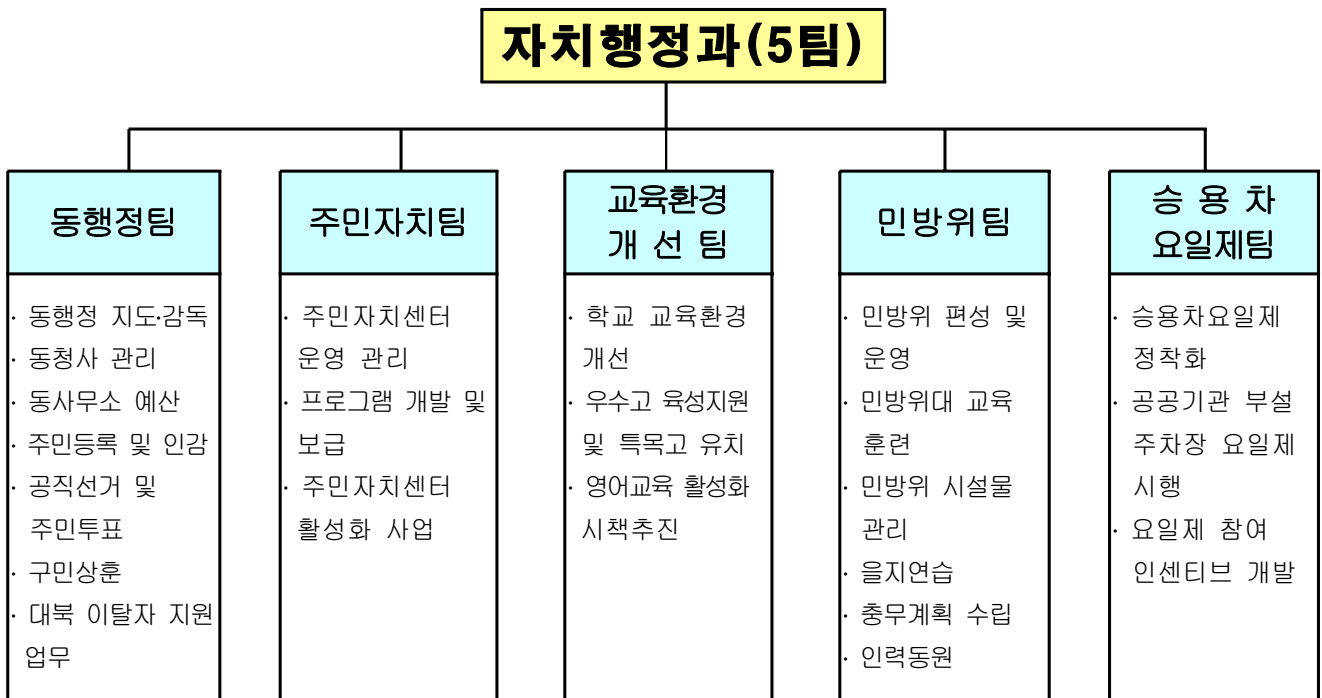 자치행정과(5팀)
동행정팀
· 동행정 지도·감독
· 동청사 관리
· 동사무소 예산
· 주민등록 및 인감
· 공직선거 및
주민투표
· 구민상훈
· 대북 이탈자 지원
업무
주민자치팀
· 주민자치센터
운영 관리
· 프로그램 개발 및
보급
· 주민자치센터
활성화 사업
교육환경
개 선 팀
· 학교 교육환경
개선
· 우수고 육성지원
및 특목고 유치
· 영어교육 활성화
시책추진
민방위팀
· 민방위 편성 및
운영
· 민방위대 교육
훈련
· 민방위 시설물
관리
· 을지연습
· 충무계획 수립
· 인력동원
승 용 차
요일제팀
· 승용차요일제
정착화
· 공공기관 부설
주차장 요일제
시행
· 요일제 참여
인센티브 개발